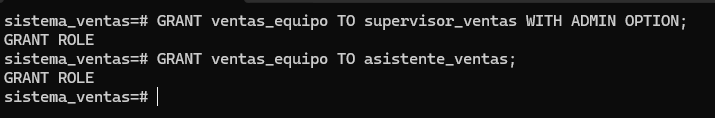 sistema_ventas=# GRANT ventas_equipo TO supervisor_ventas WITH ADMIN OPTION;
GRANT ROLE
sistema_ventas=# GRANT ventas_equipo TO asistente_ventas;
GRANT ROLE
sistema_ventas=#